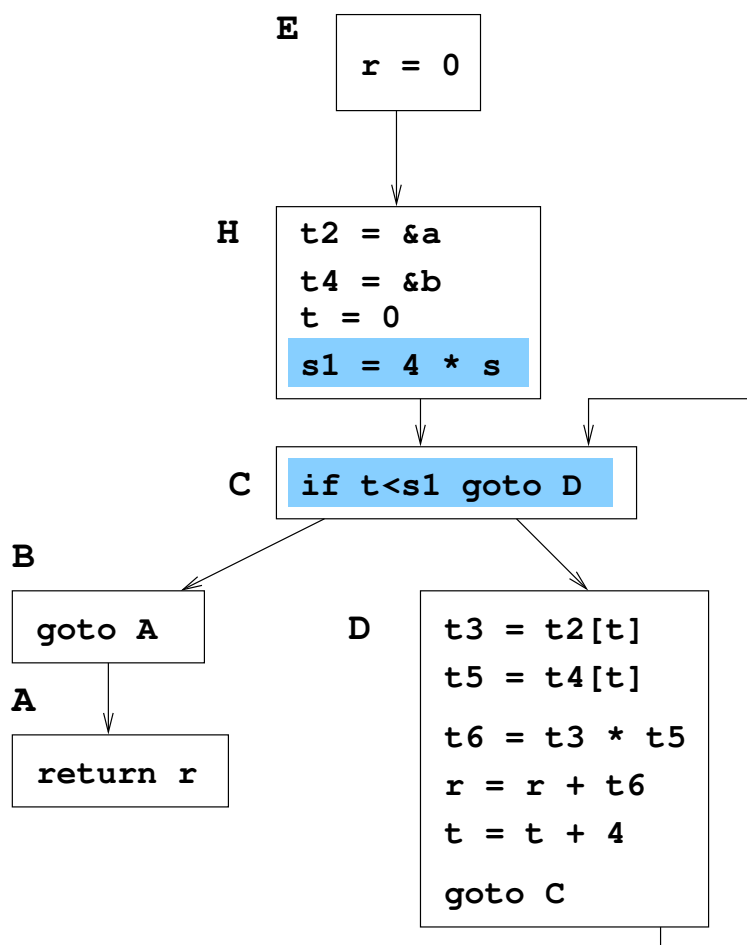 E
r = 0
H
t2 = &a
t4 = &b
t = 0
s1 = 4 * s
C
if t<s1 goto D
B
goto A
A
return r
D
t3 = t2[t]
t5 = t4[t]
t6 = t3 * t5
r = r + t6
t = t + 4
goto C